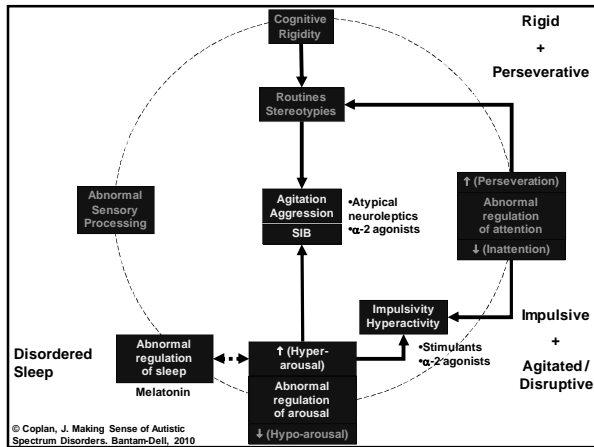 Cognitive
Rigidity
Rigid
+
Perseverative
Routines
Stereotypies
Abnormal
Sensory
Processing
Agitation
Aggression
SIB
•Atypical
neuroleptics
•α-2 agonists
↑ (Perseveration)
Abnormal
regulation
of attention
↓ (Inattention)
Impulsivity
Hyperactivity
•Stimulants
•α-2 agonists
Impulsive
+
Agitated/
Disruptive
Disordered
Sleep
Abnormal
regulation
of sleep
Melatonin
↑ (Hyper-
arousal)
Abnormal
regulation
of arousal
↓ (Hypo-arousal)
© Coplan, J. Making Sense of Autistic
Spectrum Disorders. Bantam-Dell, 2010